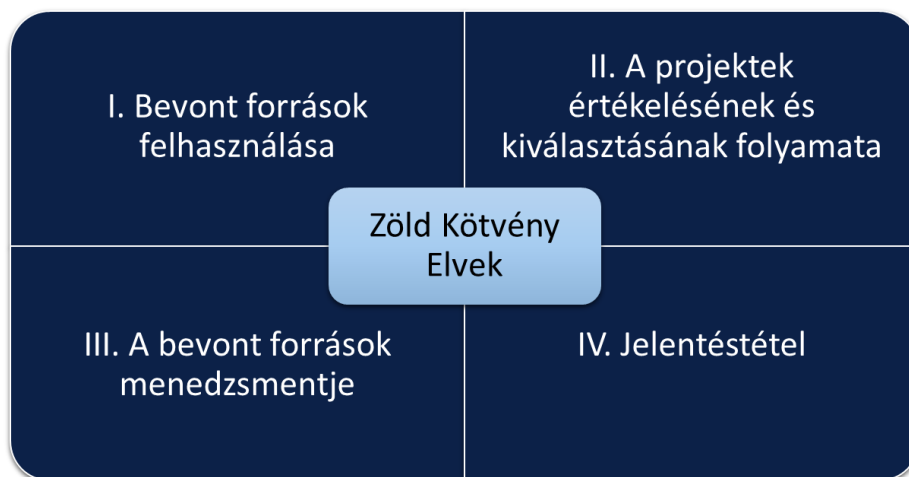 I. Bevont források
felhasználása
II. A projektek
értékelésének és
kiválasztásának folyamata
Zöld Kötvény
Elvek
III. A bevont források
menedzsmentje
IV. Jelentéstétel